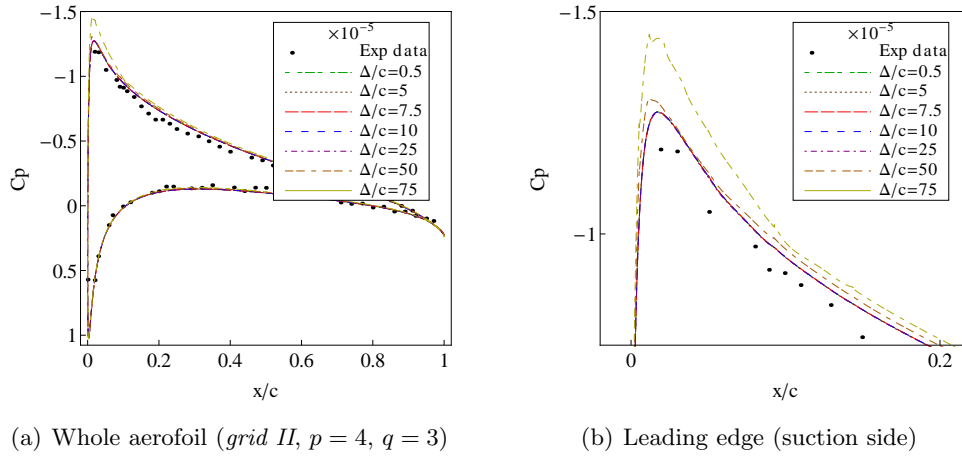 ×10⁻⁵
Exp data
Δ/c=0.5
Δ/c=5
Δ/c=7.5
Δ/c=10
Δ/c=25
Δ/c=50
Δ/c=75
-1.5
-1
-0.5
0
0.5
1
Cp
0 0.2 0.4 0.6 0.8 1
x/c
(a) Whole aerofoil (grid II, p = 4, q = 3)
×10⁻⁵
Exp data
Δ/c=0.5
Δ/c=5
Δ/c=7.5
Δ/c=10
Δ/c=25
Δ/c=50
Δ/c=75
-1.5
-1
Cp
0 0.2
x/c
(b) Leading edge (suction side)